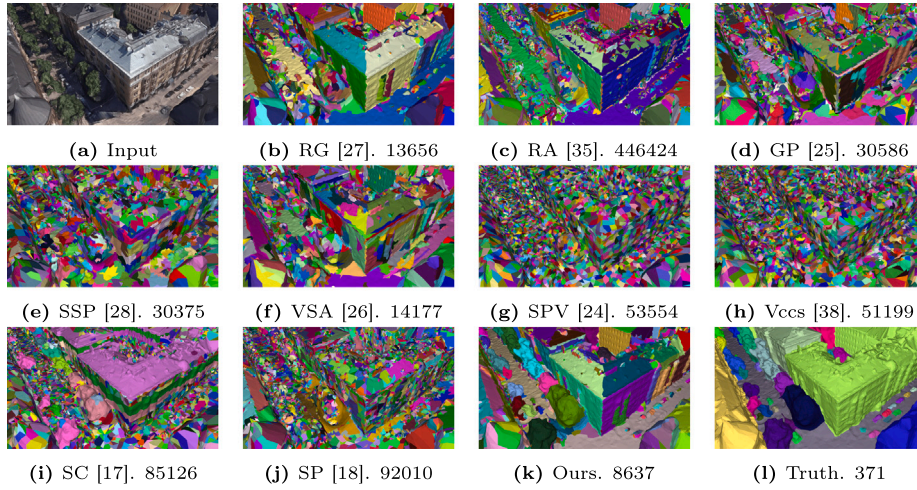 (a) Input
(b) RG [27]. 13656
(c) RA [35]. 446424
(d) GP [25]. 30586
(e) SSP [28]. 30375
(f) VSA [26]. 14177
(g) SPV [24]. 53554
(h) Vccs [38]. 51199
(i) SC [17]. 85126
(j) SP [18]. 92010
(k) Ours. 8637
(l) Truth. 371